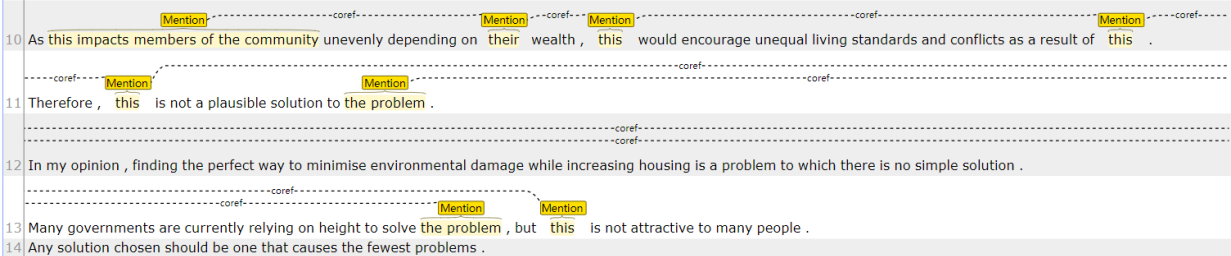 Mention coref Mention coref Mention coref Mention coref
10 As this impacts members of the community unevenly depending on their wealth , this would encourage unequal living standards and conflicts as a result of this .
coref
coref Mention Mention coref
11 Therefore , this is not a plausible solution to the problem .
coref
coref
12 In my opinion , finding the perfect way to minimise environmental damage while increasing housing is a problem to which there is no simple solution .
coref
coref Mention Mention
13 Many governments are currently relying on height to solve the problem , but this is not attractive to many people .
14 Any solution chosen should be one that causes the fewest problems .